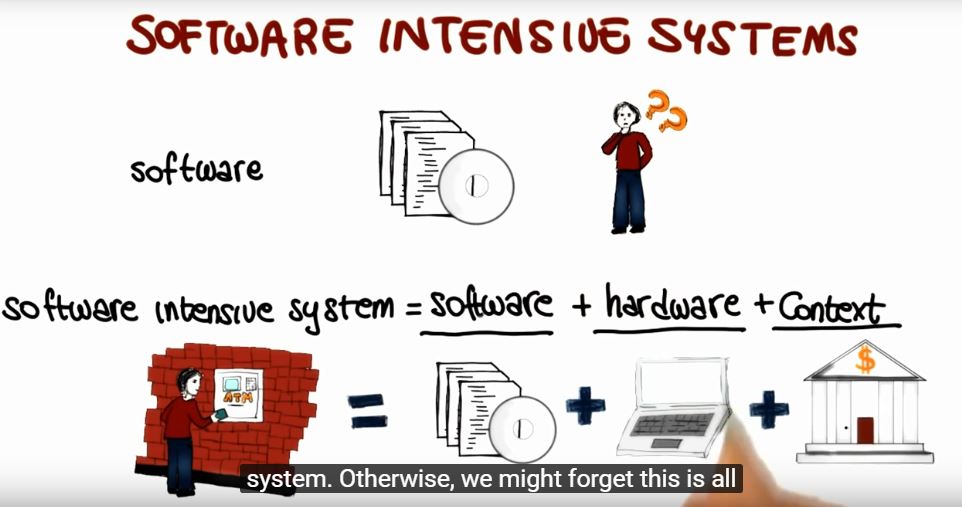 SOFTWARE INTENSIVE SYSTEMS
software
??
software intensive system = software + hardware + Context
ATM
=
+
+
$
system. Otherwise, we might forget this is all